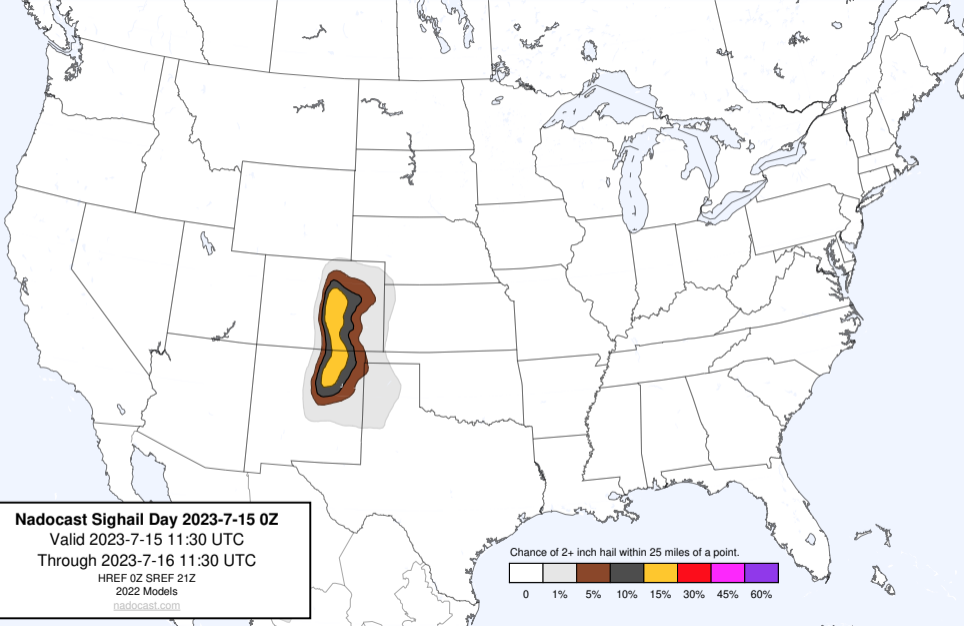 Nadocast Sighail Day 2023-7-15 0Z
Valid 2023-7-15 11:30 UTC
Through 2023-7-16 11:30 UTC
HREF 0Z SREF 21Z
2022 Models
nadocast.com
Chance of 2+ inch hail within 25 miles of a point.
0 1% 5% 10% 15% 30% 45% 60%